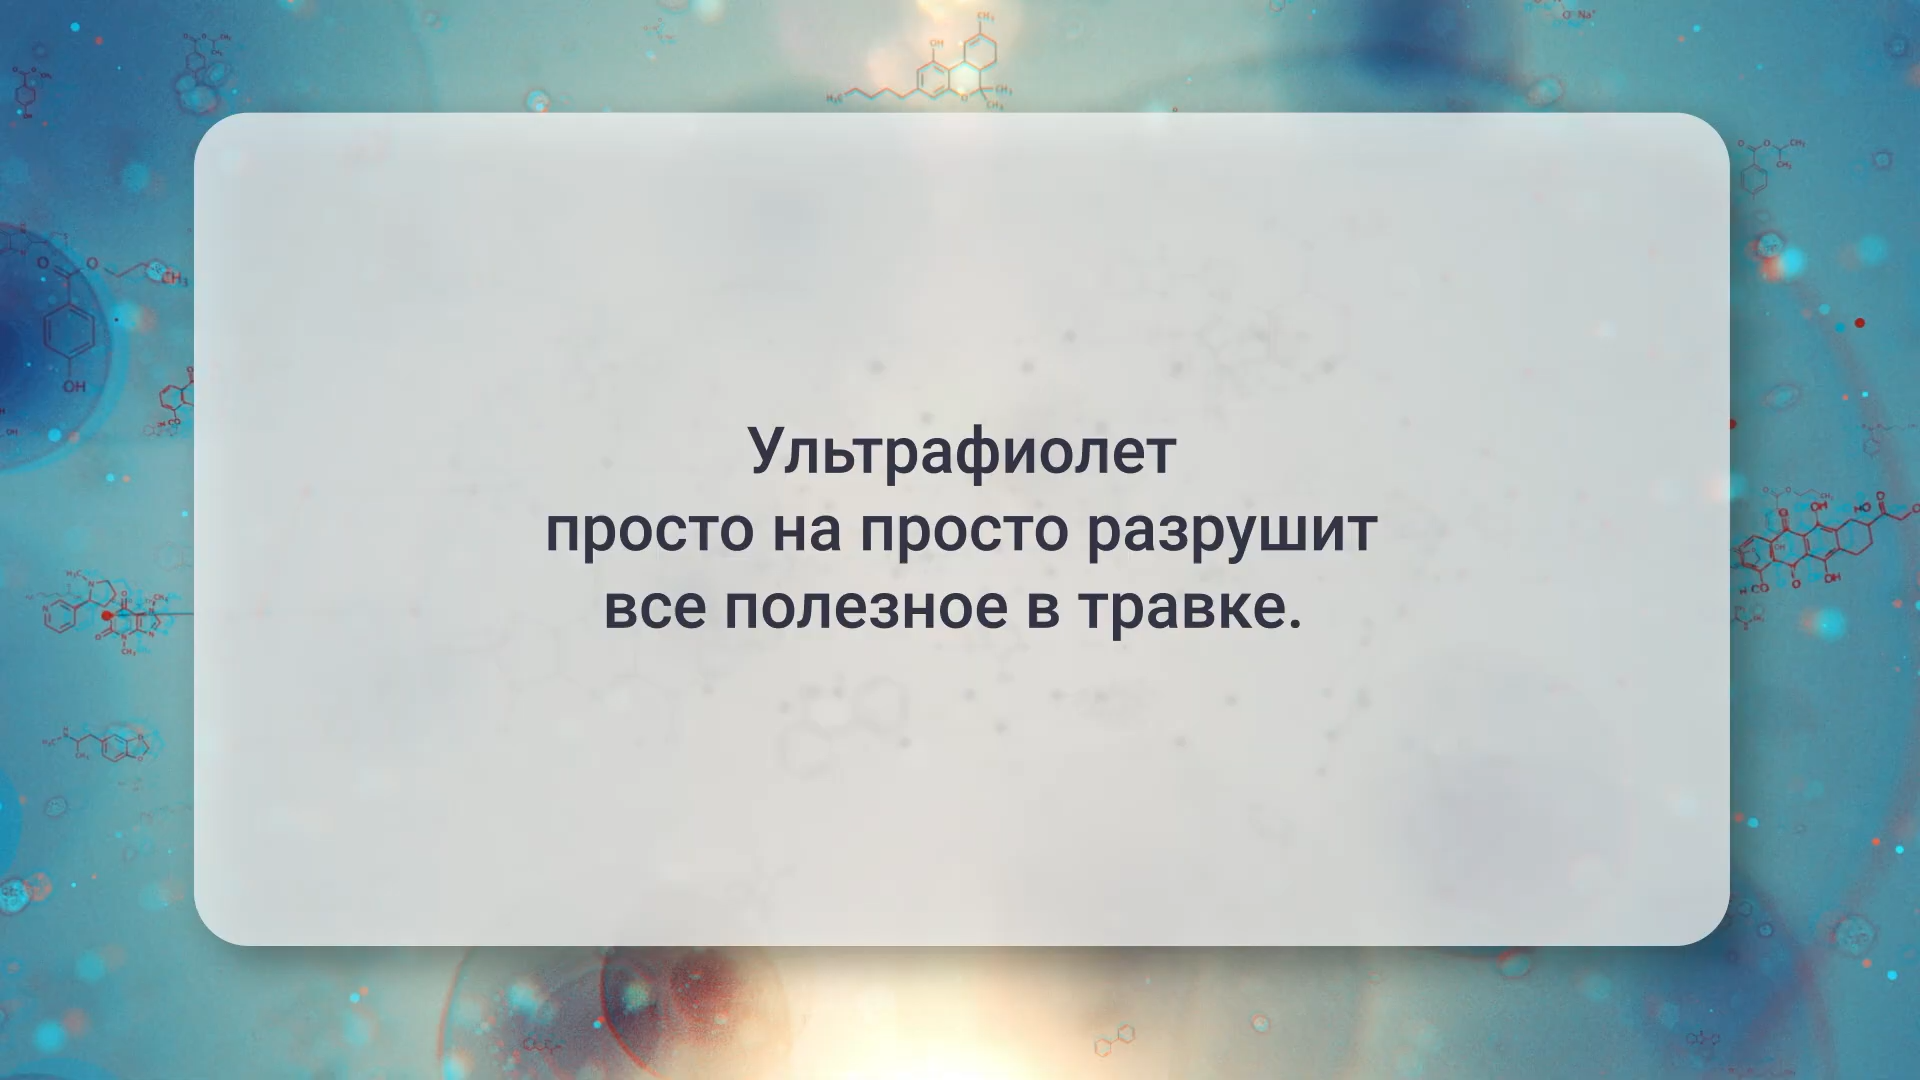 Ультрафиолет
просто на просто разрушит
все полезное в травке.